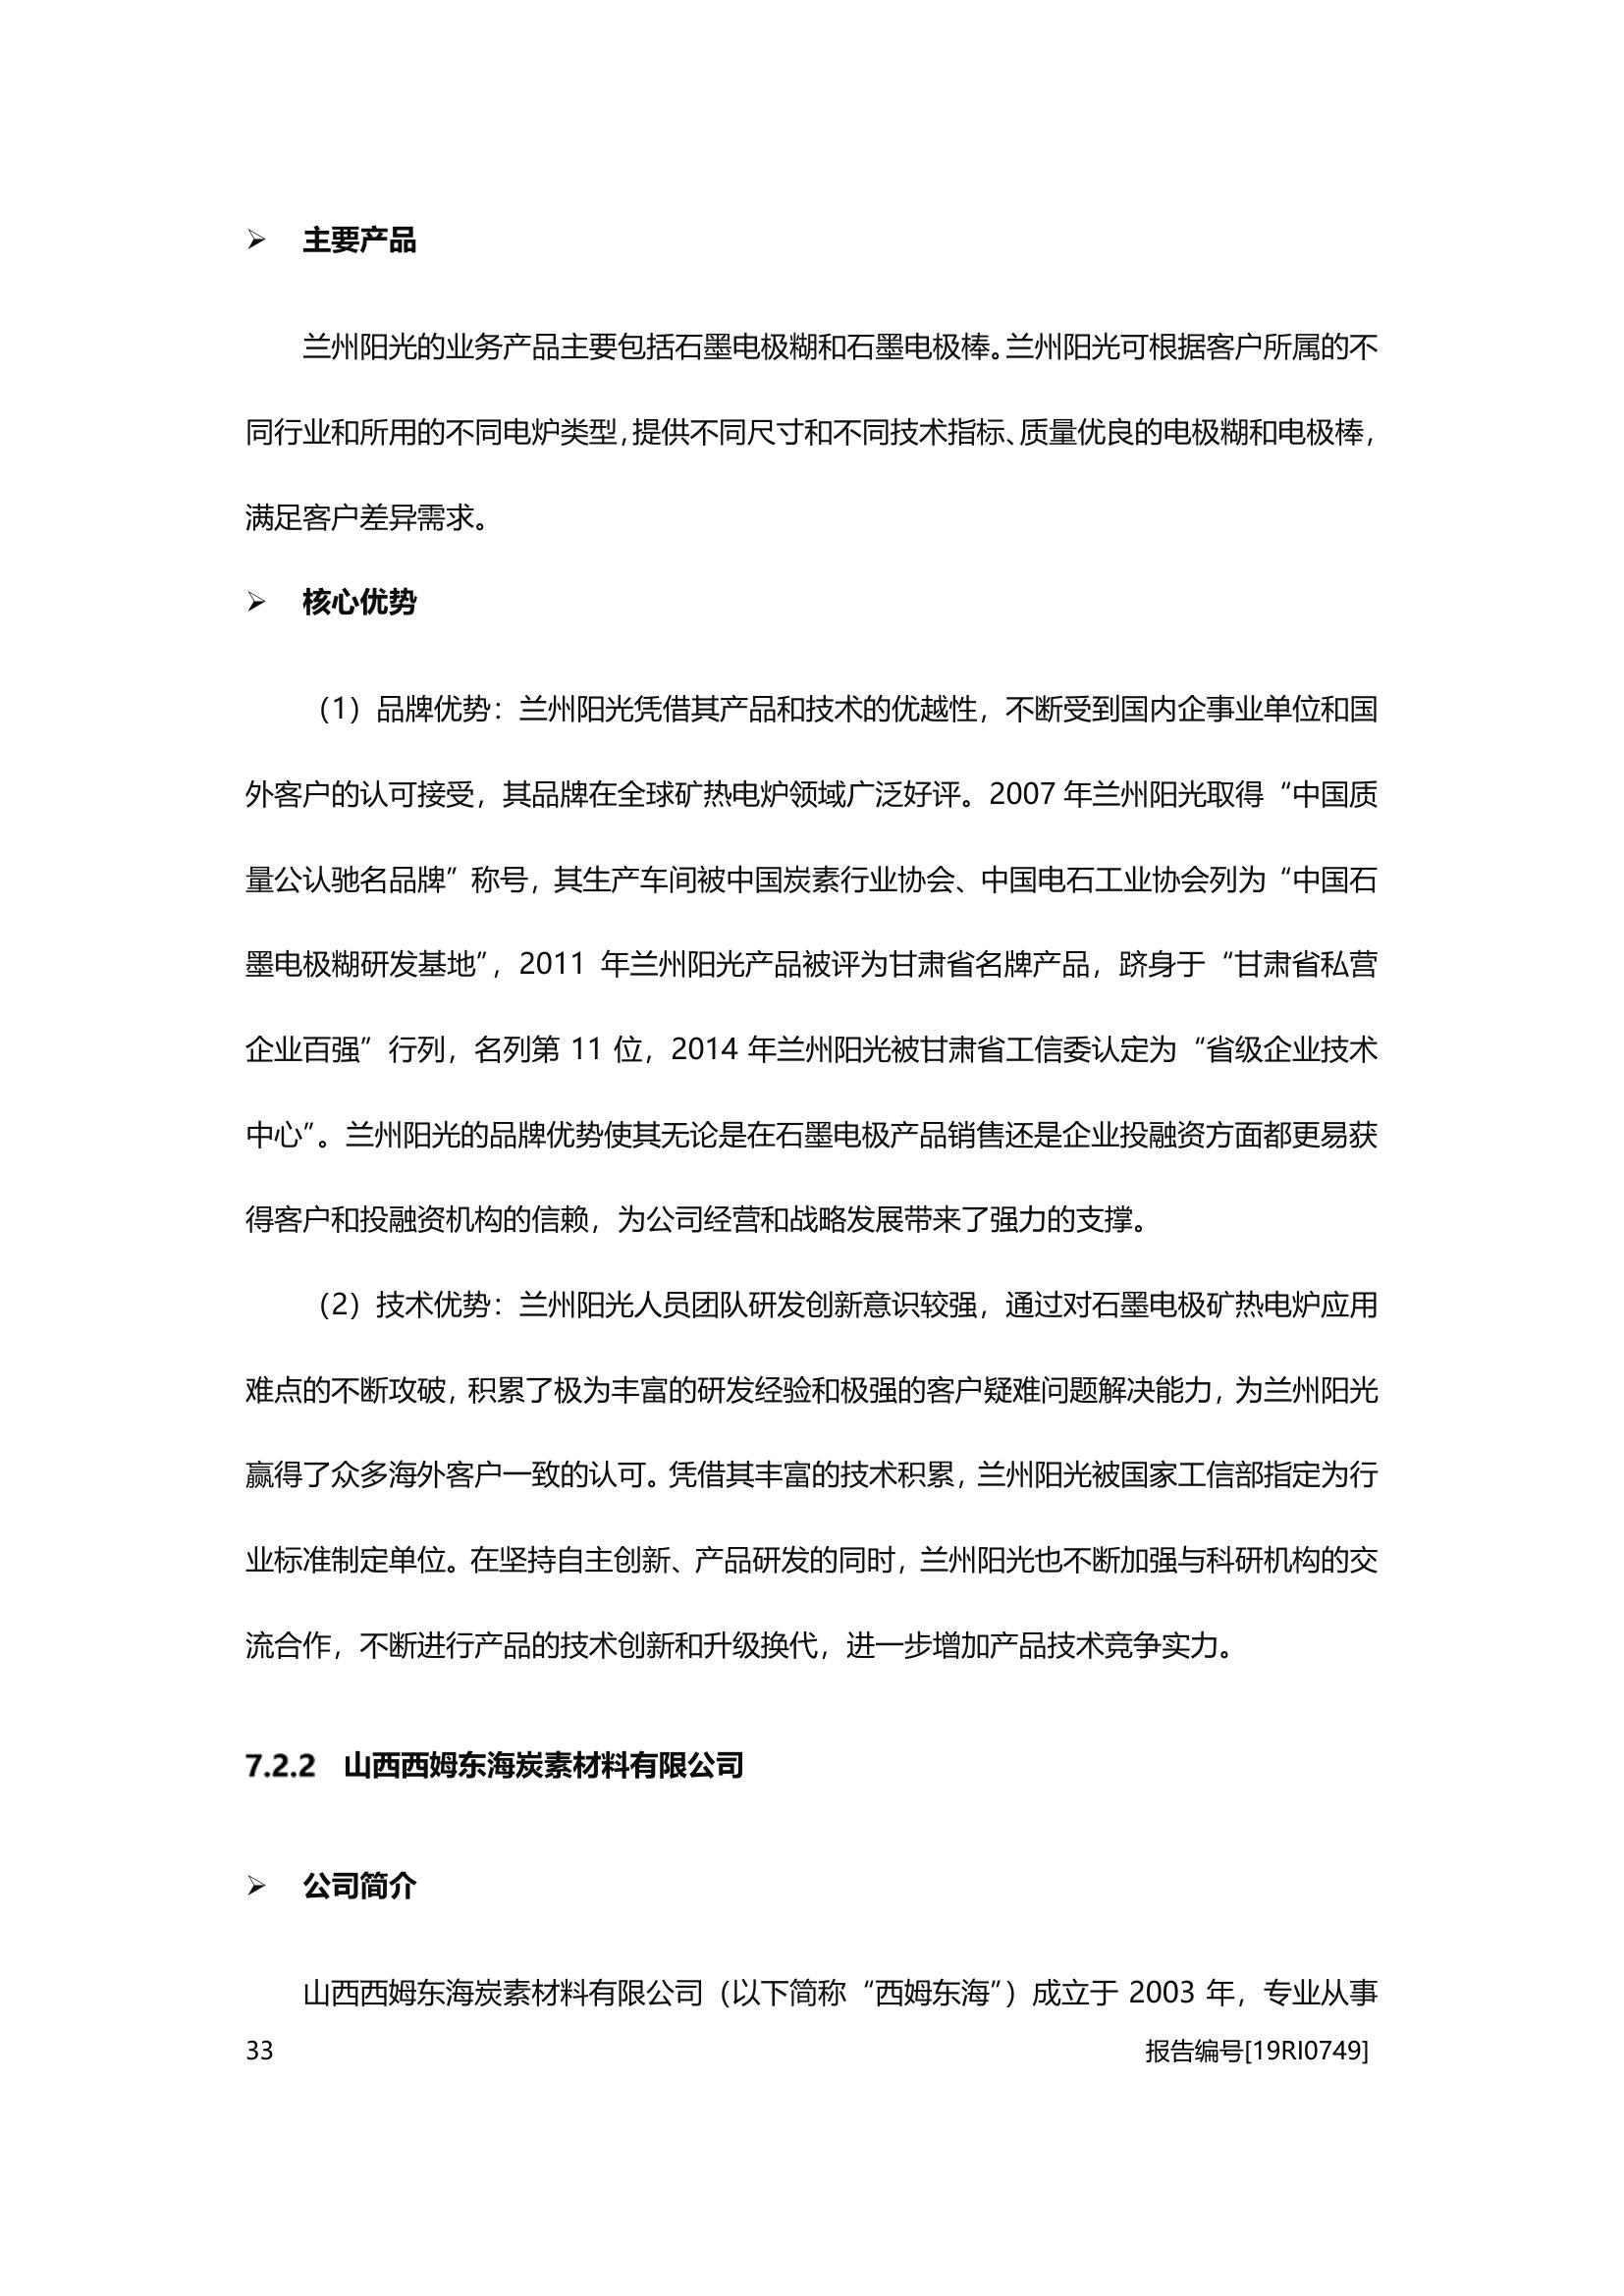 ➢ 主要产品
兰州阳光的业务产品主要包括石墨电极糊和石墨电极棒。兰州阳光可根据客户所属的不
同行业和所用的不同电炉类型，提供不同尺寸和不同技术指标、质量优良的电极糊和电极棒，
满足客户差异需求。
➢ 核心优势
（1）品牌优势：兰州阳光凭借其产品和技术的优越性，不断受到国内企事业单位和国
外客户的认可接受，其品牌在全球矿热电炉领域广泛好评。2007 年兰州阳光取得“中国质
量公认驰名品牌”称号，其生产车间被中国炭素行业协会、中国电石工业协会列为“中国石
墨电极糊研发基地”，2011 年兰州阳光产品被评为甘肃省名牌产品，跻身于“甘肃省私营
企业百强”行列，名列第 11 位，2014 年兰州阳光被甘肃省工信委认定为“省级企业技术
中心”。兰州阳光的品牌优势使其无论是在石墨电极产品销售还是企业投融资方面都更易获
得客户和投融资机构的信赖，为公司经营和战略发展带来了强力的支撑。
（2）技术优势：兰州阳光人员团队研发创新意识较强，通过对石墨电极矿热电炉应用
难点的不断攻破，积累了极为丰富的研发经验和极强的客户疑难问题解决能力，为兰州阳光
赢得了众多海外客户一致的认可。凭借其丰富的技术积累，兰州阳光被国家工信部指定为行
业标准制定单位。在坚持自主创新、产品研发的同时，兰州阳光也不断加强与科研机构的交
流合作，不断进行产品的技术创新和升级换代，进一步增加产品技术竞争实力。
7.2.2 山西西姆东海炭素材料有限公司
➢ 公司简介
山西西姆东海炭素材料有限公司（以下简称“西姆东海”）成立于 2003 年，专业从事
33 报告编号[19RI0749]